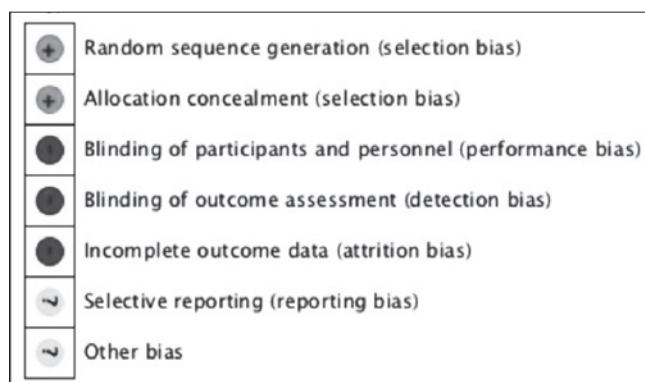 + Random sequence generation (selection bias)
+ Allocation concealment (selection bias)
Blinding of participants and personnel (performance bias)
Blinding of outcome assessment (detection bias)
Incomplete outcome data (attrition bias)
? Selective reporting (reporting bias)
? Other bias